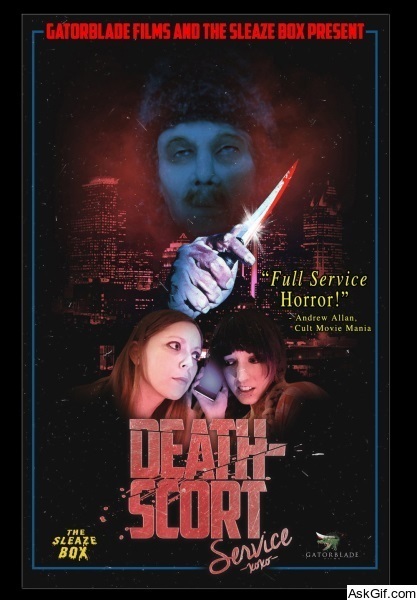 GATORBLADE FILMS AND THE SLEAZE BOX PRESENT
"Full Service
Horror!"
-Andrew Allan,
Cult Movie Mania
DEATH-
SCORT
Service
-xoxo-
THE
SLEAZE
BOX
GATORBLADE
AskGif.com